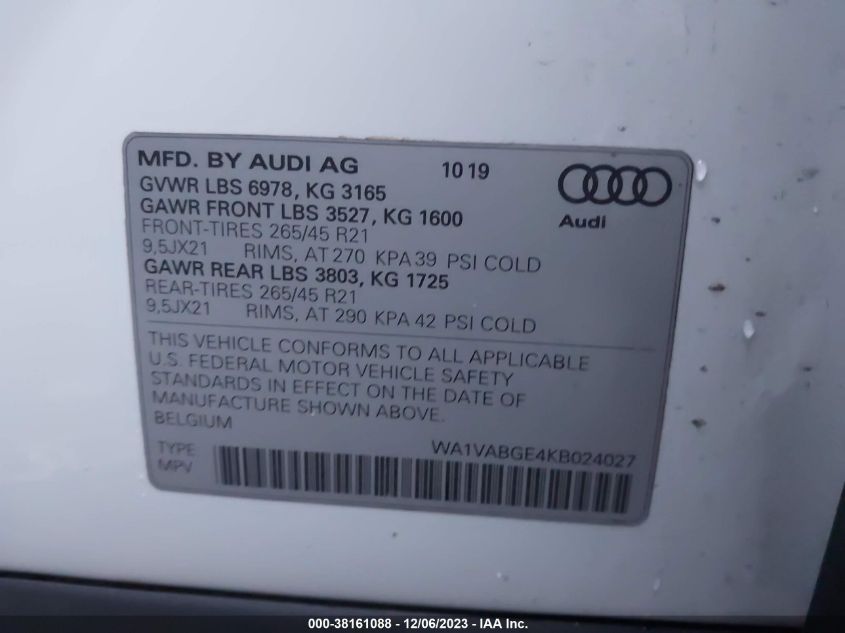 MFD. BY AUDI AG 10 19
GVWR LBS 6978, KG 3165
GAWR FRONT LBS 3527, KG 1600
Audi
FRONT-TIRES 265/45 R21
9,5JX21 RIMS, AT 270 KPA 39 PSI COLD
GAWR REAR LBS 3803, KG 1725
REAR-TIRES 265/45 R21
9,5JX21 RIMS, AT 290 KPA 42 PSI COLD
THIS VEHICLE CONFORMS TO ALL APPLICABLE
U.S. FEDERAL MOTOR VEHICLE SAFETY
STANDARDS IN EFFECT ON THE DATE OF
MANUFACTURE SHOWN ABOVE.
BELGIUM
TYPE WA1VABGE4KB024027
MPV
000-38161088 - 12/06/2023 - IAA Inc.